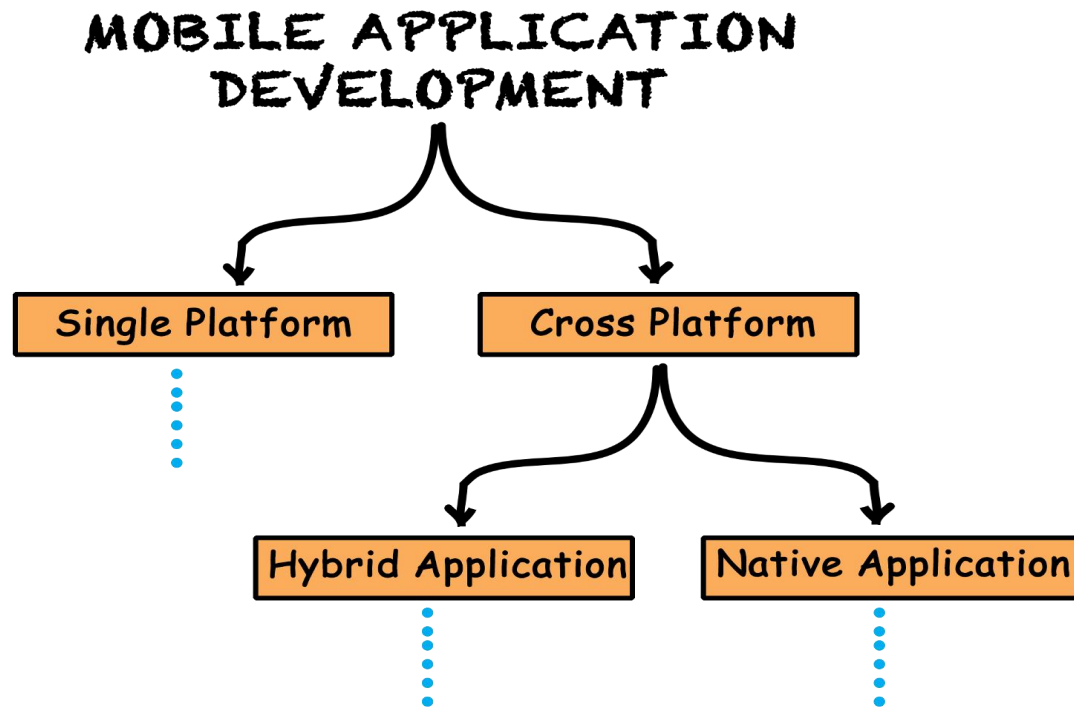 MOBILE APPLICATION
DEVELOPMENT
Single Platform
Cross Platform
Hybrid Application
Native Application